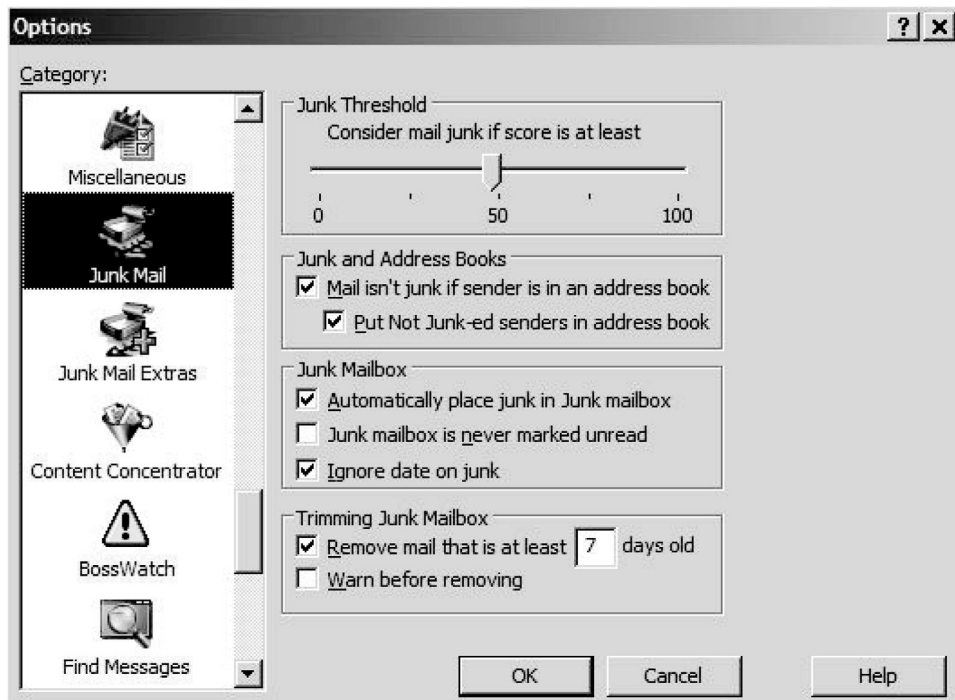 Options
Category:
Miscellaneous
Junk Mail
Junk Mail Extras
Content Concentrator
BossWatch
Find Messages
Junk Threshold
Consider mail junk if score is at least
0 50 100
Junk and Address Books
Mail isn't junk if sender is in an address book
Put Not Junk-ed senders in address book
Junk Mailbox
Automatically place junk in Junk mailbox
Junk mailbox is never marked unread
Ignore date on junk
Trimming Junk Mailbox
Remove mail that is at least 7 days old
Warn before removing
OK Cancel Help